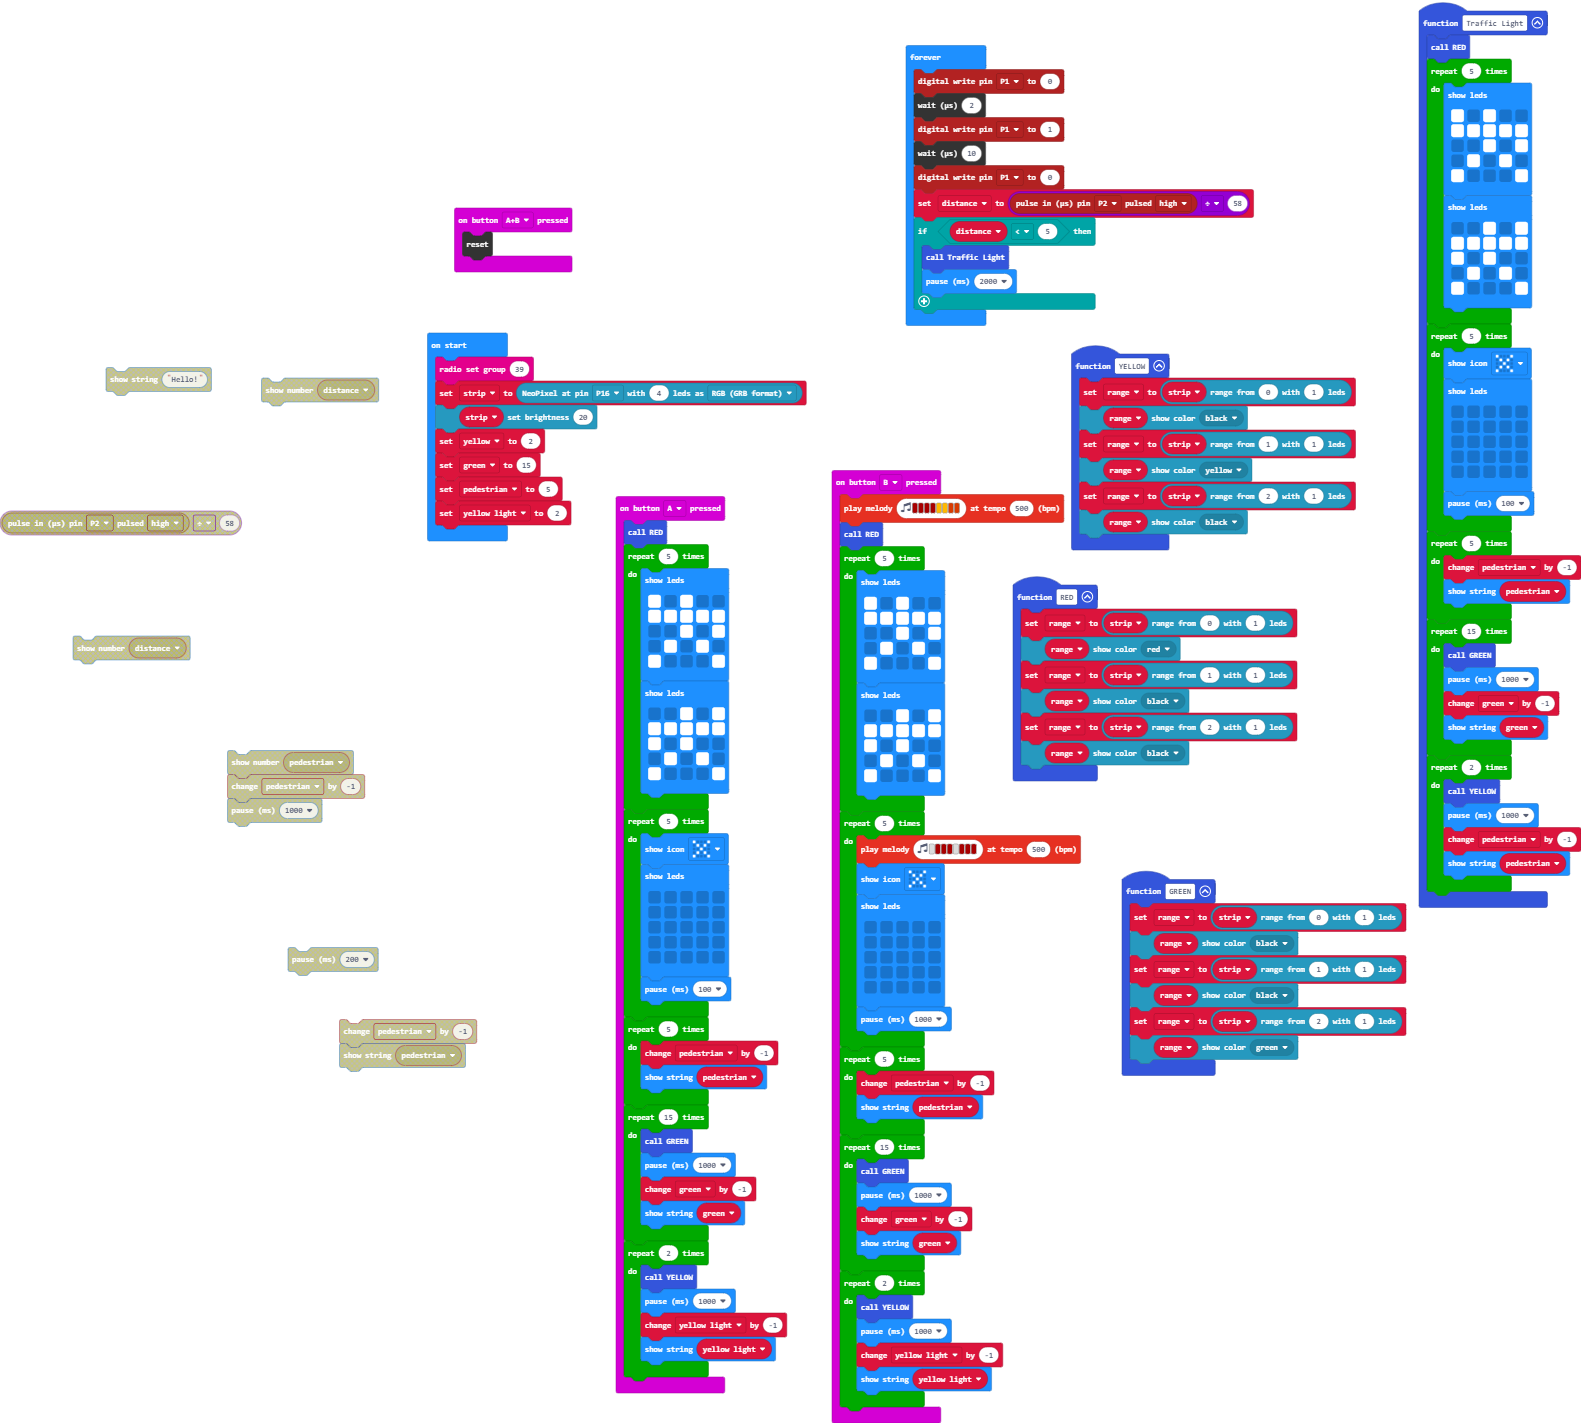 show string "Hello!"
show number distance
pulse in (µs) pin P2 pulsed high ÷ 58
show number distance
show number pedestrian
change pedestrian by -1
pause (ms) 1000
pause (ms) 200
change pedestrian by -1
show string pedestrian
on button A+B pressed
reset
on start
radio set group 39
set strip to NeoPixel at pin P16 with 4 leds as RGB (GRB format)
strip set brightness 20
set yellow to 2
set green to 15
set pedestrian to 5
set yellow light to 2
on button A pressed
call RED
repeat 5 times
do
show leds
show leds
repeat 5 times
do
show icon
show leds
pause (ms) 100
repeat 5 times
do
change pedestrian by -1
show string pedestrian
repeat 15 times
do
call GREEN
pause (ms) 1000
change green by -1
show string green
repeat 2 times
do
call YELLOW
pause (ms) 1000
change yellow light by -1
show string yellow light
on button B pressed
play melody at tempo 500 (bpm)
call RED
repeat 5 times
do
show leds
show leds
repeat 5 times
do
play melody at tempo 500 (bpm)
show icon
show leds
pause (ms) 1000
repeat 5 times
do
change pedestrian by -1
show string pedestrian
repeat 15 times
do
call GREEN
pause (ms) 1000
change green by -1
show string green
repeat 2 times
do
call YELLOW
pause (ms) 1000
change yellow light by -1
show string yellow light
forever
digital write pin P1 to 0
wait (µs) 2
digital write pin P1 to 1
wait (µs) 10
digital write pin P1 to 0
set distance to pulse in (µs) pin P2 pulsed high ÷ 58
if distance < 5 then
call Traffic Light
pause (ms) 2000
function YELLOW
set range to strip range from 0 with 1 leds
range show color black
set range to strip range from 1 with 1 leds
range show color yellow
set range to strip range from 2 with 1 leds
range show color black
function RED
set range to strip range from 0 with 1 leds
range show color red
set range to strip range from 1 with 1 leds
range show color black
set range to strip range from 2 with 1 leds
range show color black
function GREEN
set range to strip range from 0 with 1 leds
range show color black
set range to strip range from 1 with 1 leds
range show color black
set range to strip range from 2 with 1 leds
range show color green
function Traffic Light
call RED
repeat 5 times
do
show leds
show leds
repeat 5 times
do
show icon
show leds
pause (ms) 100
repeat 5 times
do
change pedestrian by -1
show string pedestrian
repeat 15 times
do
call GREEN
pause (ms) 1000
change green by -1
show string green
repeat 2 times
do
call YELLOW
pause (ms) 1000
change pedestrian by -1
show string pedestrian